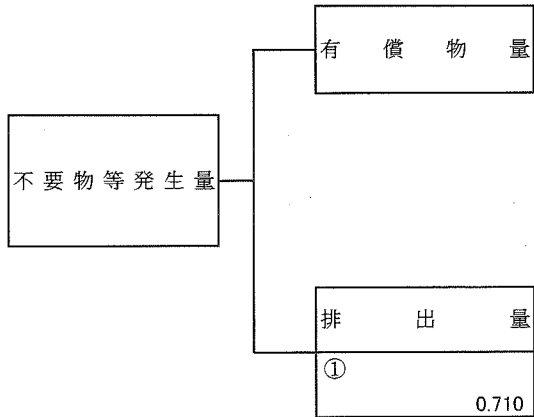 有償物量
不要物等発生量
排出量
①
0.710